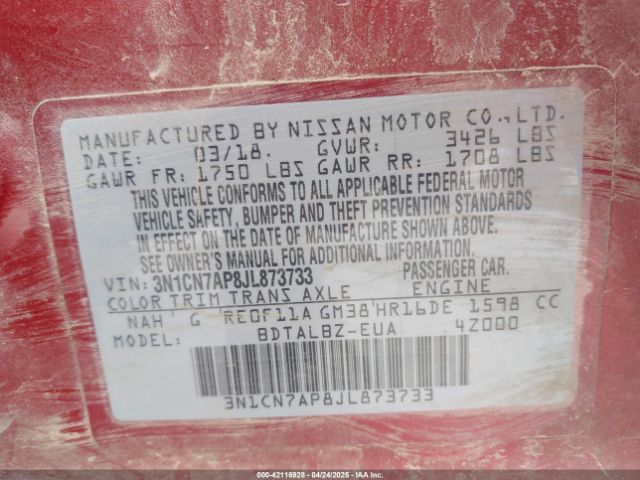 MANUFACTURED BY NISSAN MOTOR CO.,LTD.
DATE: 03/18. GVWR: 3426 LBS
GAWR FR: 1750 LBS GAWR RR: 1708 LBS
THIS VEHICLE CONFORMS TO ALL APPLICABLE FEDERAL MOTOR
VEHICLE SAFETY, BUMPER AND THEFT PREVENTION STANDARDS
IN EFFECT ON THE DATE OF MANUFACTURE SHOWN ABOVE.
SEE OWNER'S MANUAL FOR ADDITIONAL INFORMATION.
VIN: 3N1CN7AP8JL873733 PASSENGER CAR.
COLOR TRIM TRANS AXLE ENGINE
NAH ' G ' RE0F11A GM38'HR16DE 1598 CC
MODEL: BDTALBZ-EUA 4Z000
3N1CN7AP8JL873733
000-42116928 - 04/24/2025 - IAA Inc.